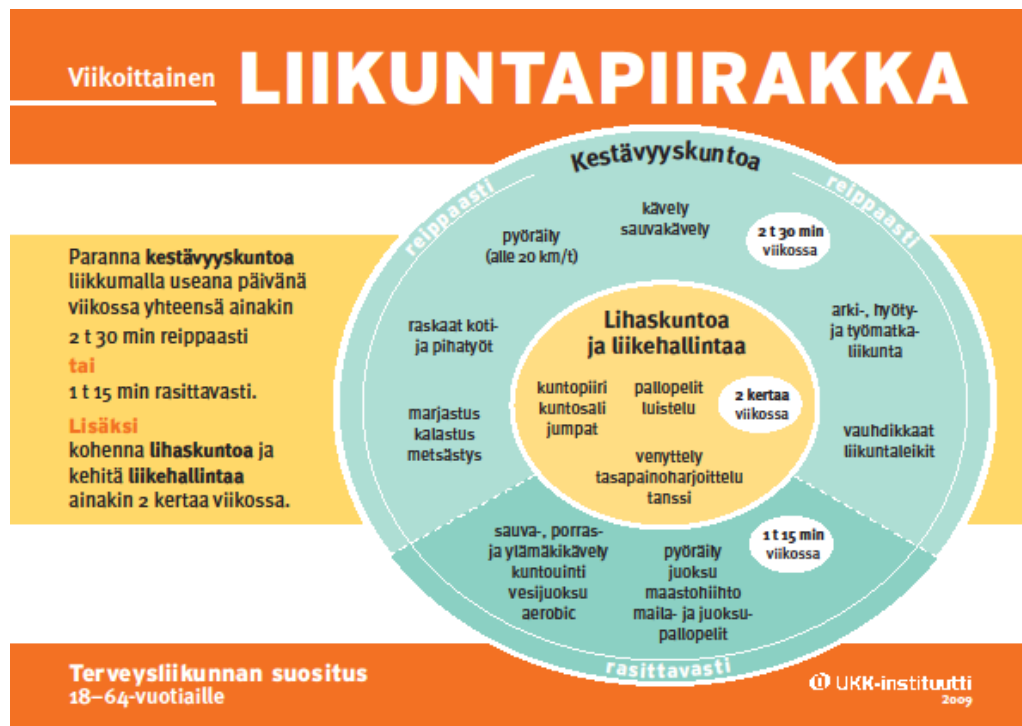 Viikoittainen LIIKUNTAPIIRAKKA
Paranna kestävyyskuntoa
liikkumalla useana päivänä
viikossa yhteensä ainakin
2 t 30 min reippaasti
tai
1 t 15 min rasittavasti.
Lisäksi
kohenna lihaskuntoa ja
kehitä liikehallintaa
ainakin 2 kertaa viikossa.
Kestävyyskuntoa
reippaasti
reippaasti
kävely
sauvakävely
2 t 30 min
viikossa
pyöräily
(alle 20 km/t)
raskaat koti-
ja pihatyöt
marjastus
kalastus
metsästys
arki-, hyöty-
ja työmatka-
liikunta
vauhdikkaat
liikuntaleikit
Lihaskuntoa
ja liikehallintaa
kuntopiiri
kuntosali
jumpat
pallopelit
luistelu
2 kertaa
viikossa
venyttely
tasapainoharjoittelu
tanssi
sauva-, porras-
ja ylämäkikävely
kuntouinti
vesijuoksu
aerobic
pyöräily
juoksu
maastohiihto
maila- ja juoksu-
pallopelit
1 t 15 min
viikossa
rasittavasti
Terveysliikunnan suositus
18–64-vuotiaille
UKK-instituutti
2009